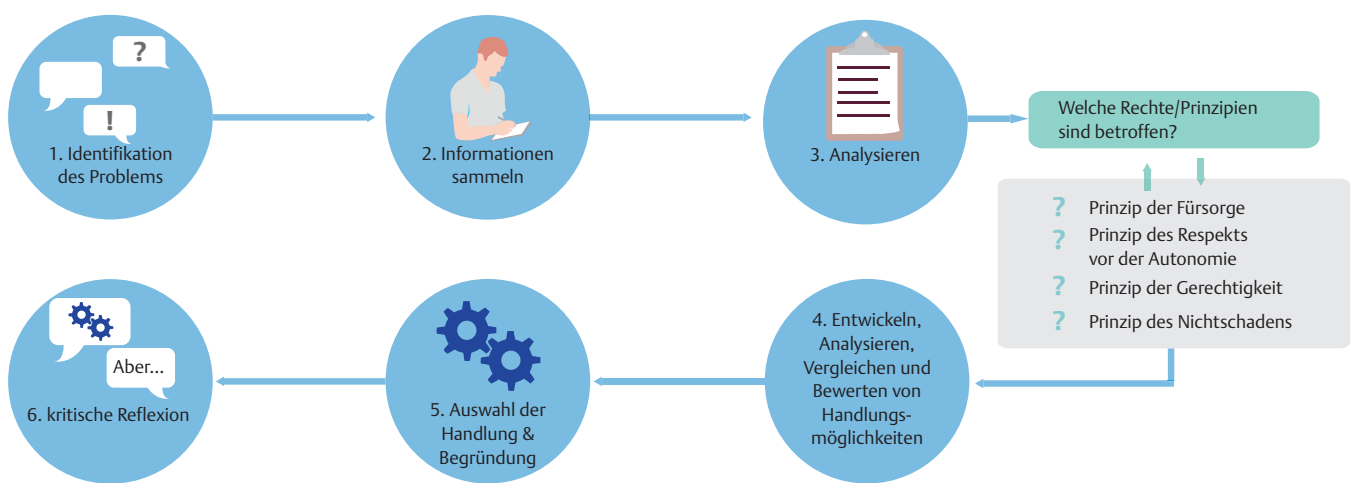 ?
!
1. Identifikation
des Problems
2. Informationen
sammeln
3. Analysieren
Welche Rechte/Prinzipien
sind betroffen?
? Prinzip der Fürsorge
? Prinzip des Respekts
vor der Autonomie
? Prinzip der Gerechtigkeit
? Prinzip des Nichtschadens
4. Entwickeln,
Analysieren,
Vergleichen und
Bewerten von
Handlungs-
möglichkeiten
5. Auswahl der
Handlung &
Begründung
Aber...
6. kritische Reflexion